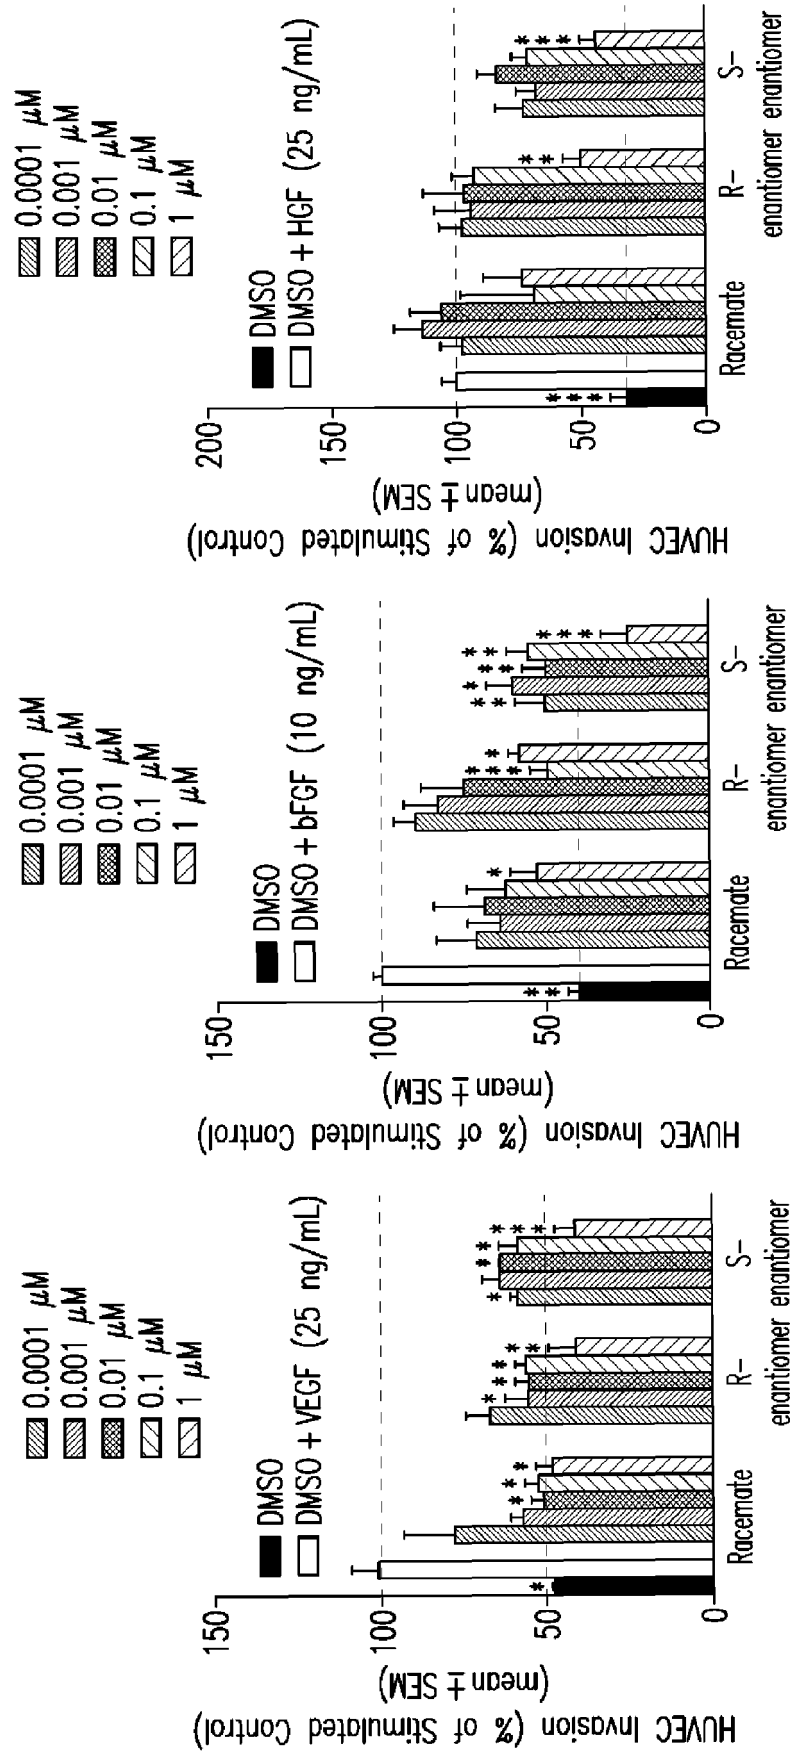 0.0001 μM
0.001 μM
0.01 μM
0.1 μM
1 μM
DMSO
DMSO + VEGF (25 ng/mL)
HUVEC Invasion (% of Stimulated Control)
(mean ± SEM)
150
100
50
0
*
* * *
* * * * *
* * * * * *
Racemate
R-
enantiomer
S-
enantiomer
0.0001 μM
0.001 μM
0.01 μM
0.1 μM
1 μM
DMSO
DMSO + bFGF (10 ng/mL)
HUVEC Invasion (% of Stimulated Control)
(mean ± SEM)
150
100
50
0
* *
*
* * * *
* * * * * * * * * *
Racemate
R-
enantiomer
S-
enantiomer
0.0001 μM
0.001 μM
0.01 μM
0.1 μM
1 μM
DMSO
DMSO + HGF (25 ng/mL)
HUVEC Invasion (% of Stimulated Control)
(mean ± SEM)
200
150
100
50
0
* * *
* *
* * *
Racemate
R-
enantiomer
S-
enantiomer